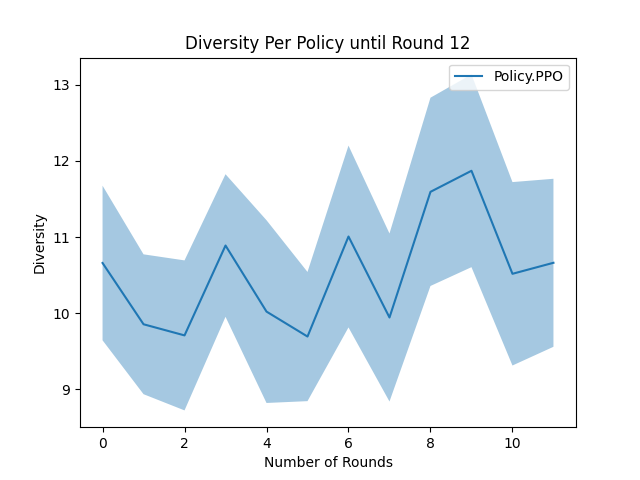 Diversity Per Policy until Round 12
Policy.PPO
13
12
11
10
9
Diversity
0 2 4 6 8 10
Number of Rounds